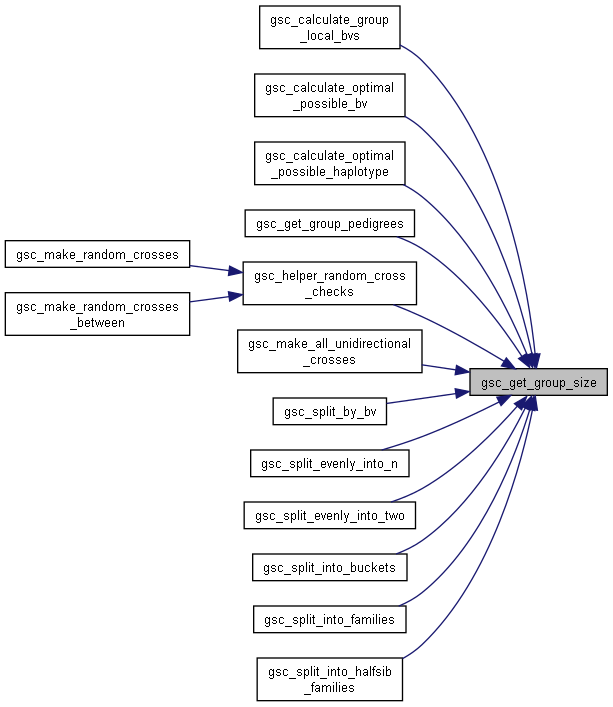 gsc_calculate_group
_local_bvs
gsc_calculate_optimal
_possible_bv
gsc_calculate_optimal
_possible_haplotype
gsc_get_group_pedigrees
gsc_make_random_crosses
gsc_helper_random_cross
_checks
gsc_make_random_crosses
_between
gsc_make_all_unidirectional
_crosses
gsc_get_group_size
gsc_split_by_bv
gsc_split_evenly_into_n
gsc_split_evenly_into_two
gsc_split_into_buckets
gsc_split_into_families
gsc_split_into_halfsib
_families